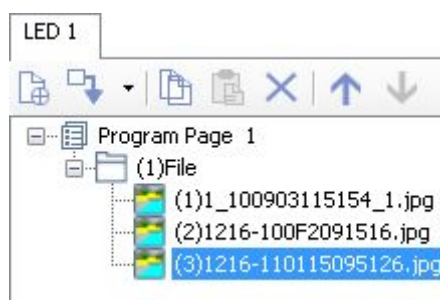 LED 1
Program Page 1
(1)File
(1)1_100903115154_1.jpg
(2)1216-100F2091516.jpg
(3)1216-110115095126.jpg